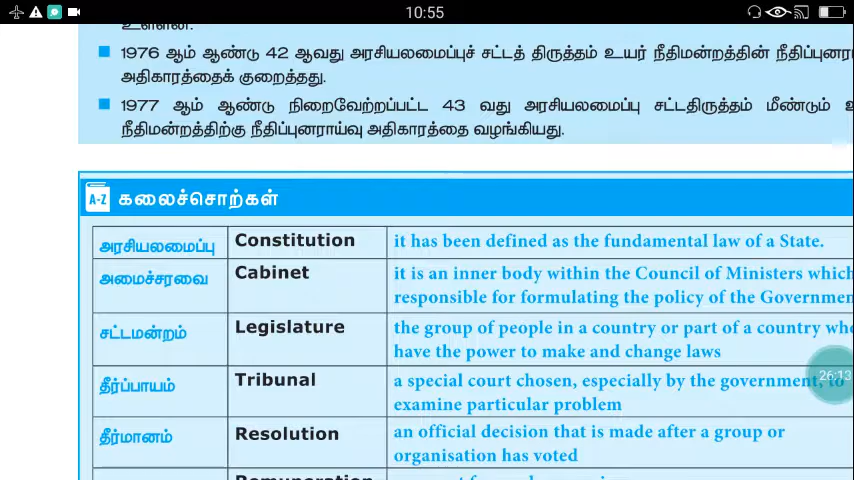 10:55
உள்ளன.
1976 ஆம் ஆண்டு 42 ஆவது அரசியலமைப்புச் சட்டத் திருத்தம் உயர் நீதிமன்றத்தின்
அதிகாரத்தைக் குறைத்தது.
1977 ஆம் ஆண்டு நிறைவேற்றப்பட்ட 43 வது அரசியலமைப்பு சட்டதிருத்தம் மீண்டும்
நீதிமன்றத்திற்கு நீதிப்புனராய்வு அதிகாரத்தை வழங்கியது.
A-Z கலைச்சொற்கள்
அரசியலமைப்பு Constitution it has been defined as the fundamental law of a State.
அமைச்சரவை Cabinet it is an inner body within the Council of Ministers which
responsible for formulating the policy of the
சட்டமன்றம் Legislature the group of people in a country or part of a country
have the power to make and change laws
26:13
தீர்ப்பாயம் Tribunal a special court chosen, especially by the government, to
examine particular problem
தீர்மானம் Resolution an official decision that is made after a group or
organisation has voted
Remuneration